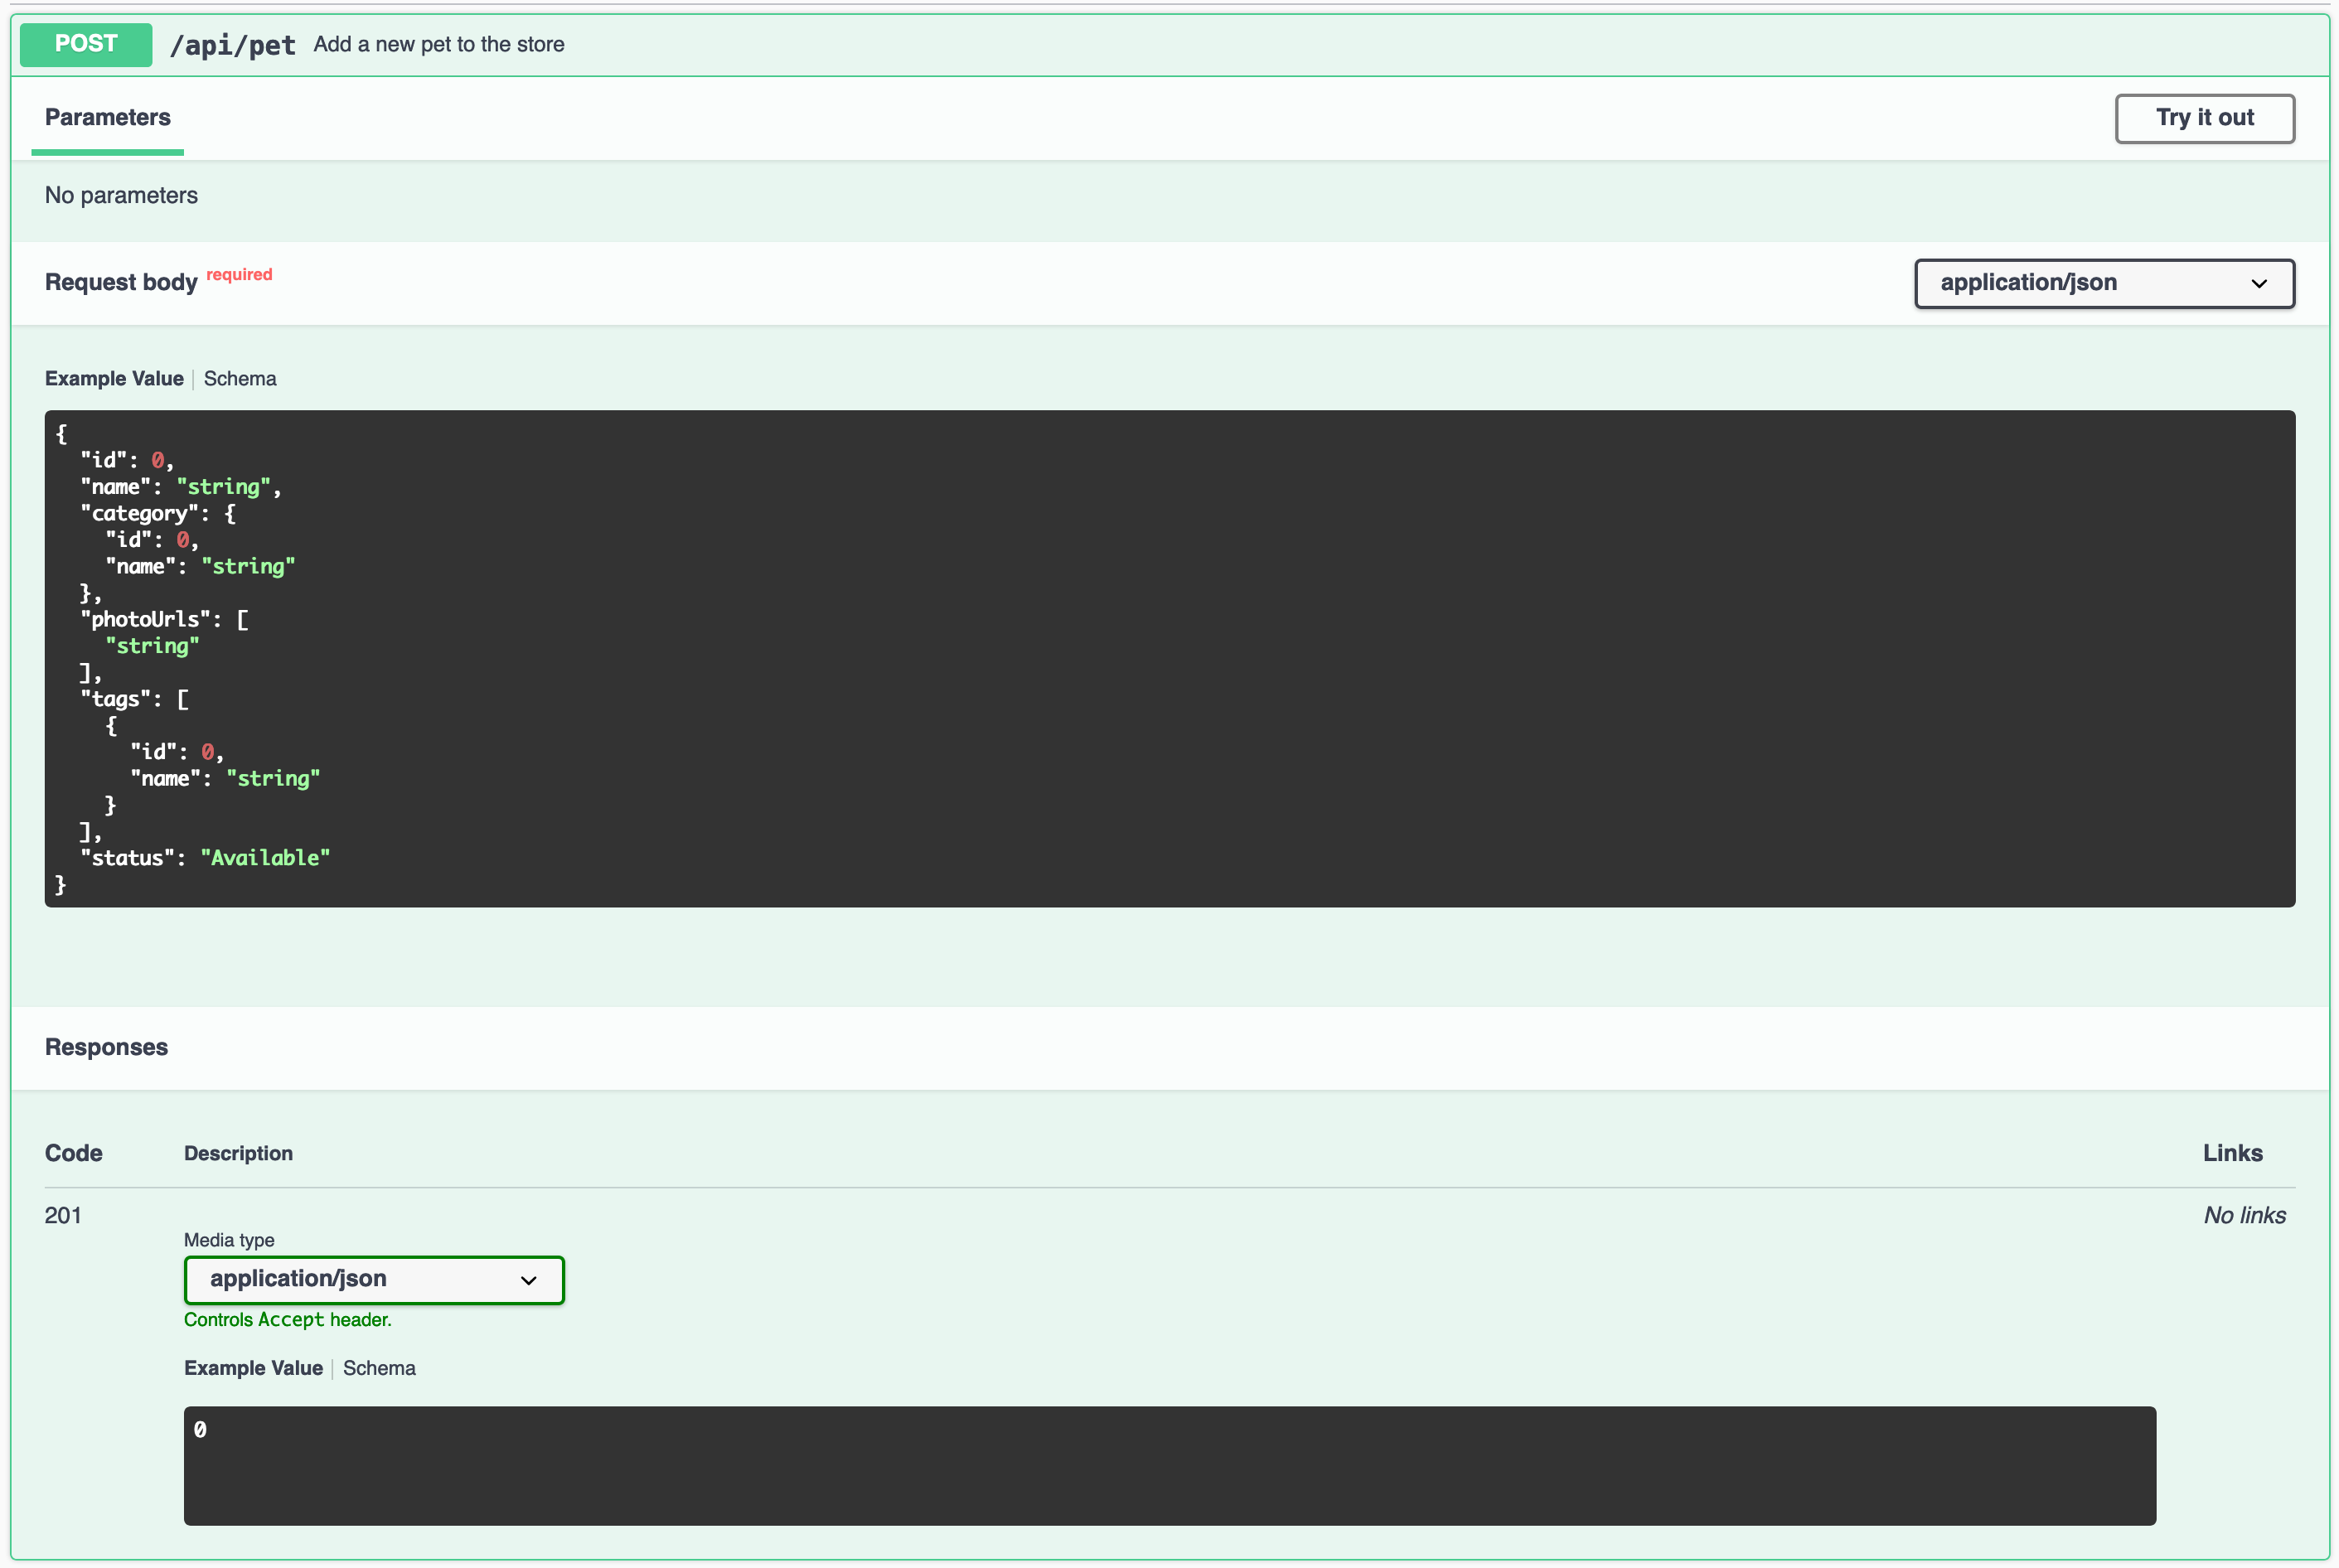 POST /api/pet Add a new pet to the store
Parameters
Try it out
No parameters
Request body required
application/json
Example Value Schema
{
  "id": 0,
  "name": "string",
  "category": {
    "id": 0,
    "name": "string"
  },
  "photoUrls": [
    "string"
  ],
  "tags": [
    {
      "id": 0,
      "name": "string"
    }
  ],
  "status": "Available"
}
Responses
Code Description Links
201 No links
Media type
application/json
Controls Accept header.
Example Value Schema
0